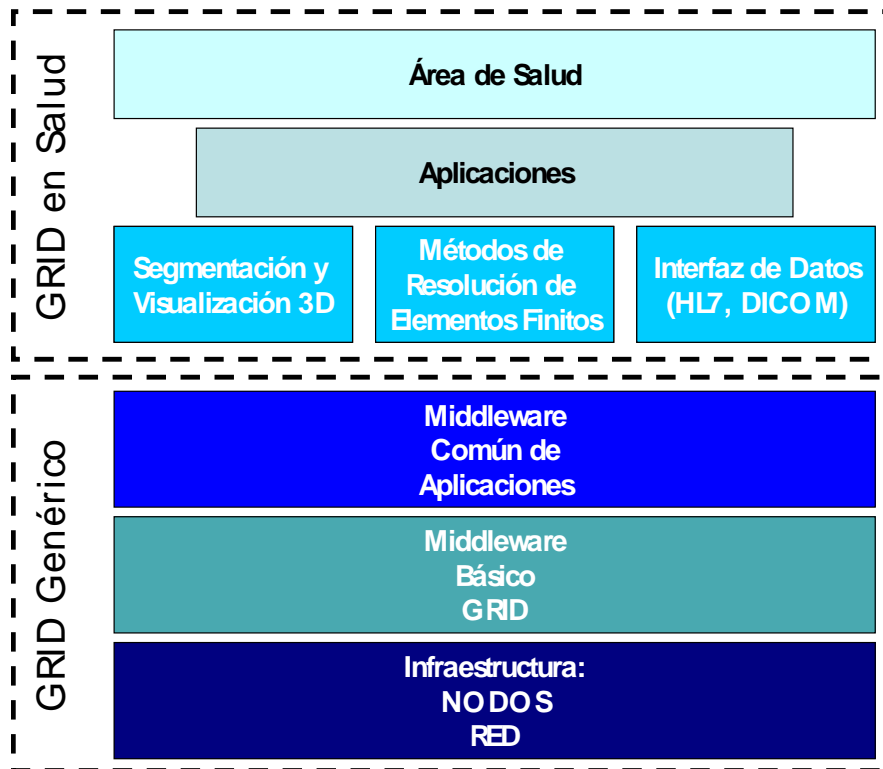 GRID en Salud
Área de Salud
Aplicaciones
Segmentación y
Visualización 3D
Métodos de
Resolución de
Elementos Finitos
Interfaz de Datos
(HL7, DICOM)
GRID Genérico
Middleware
Común de
Aplicaciones
Middleware
Básico
GRID
Infraestructura:
NODOS
RED